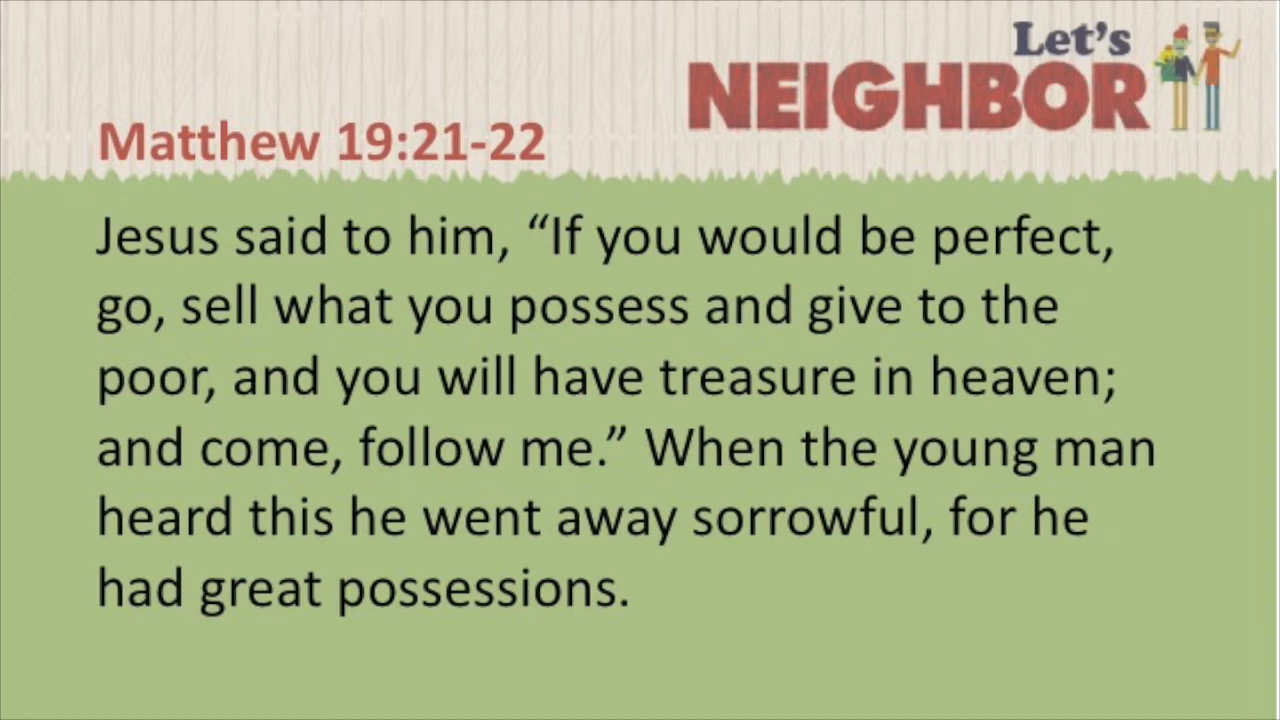 Let's
NEIGHBOR
Matthew 19:21-22
Jesus said to him, “If you would be perfect,
go, sell what you possess and give to the
poor, and you will have treasure in heaven;
and come, follow me.” When the young man
heard this he went away sorrowful, for he
had great possessions.